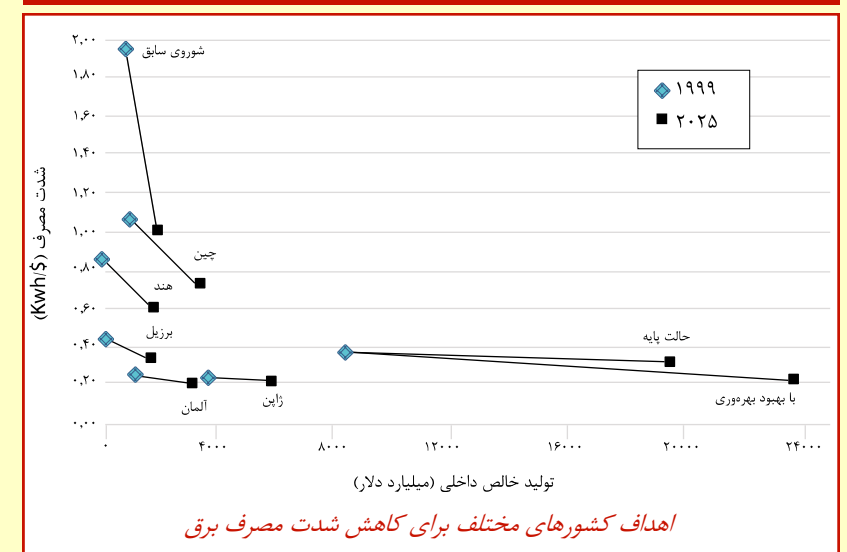 ۲٫۰۰
شوروی سابق
۱٫۸۰
۱۹۹۹
۲۰۲۵
۱٫۶۰
۱٫۴۰
۱٫۲۰
۱٫۰۰
چین
۰٫۸۰
هند
۰٫۶۰
برزیل
حالت پایه
۰٫۴۰
۰٫۲۰
با بهبود بهره‌وری
ژاپن
آلمان
۰٫۰۰
شدت مصرف (Kwh/$)
۰ ۴۰۰۰ ۸۰۰۰ ۱۲۰۰۰ ۱۶۰۰۰ ۲۰۰۰۰ ۲۴۰۰۰
تولید خالص داخلی (میلیارد دلار)
اهداف کشورهای مختلف برای کاهش شدت مصرف برق